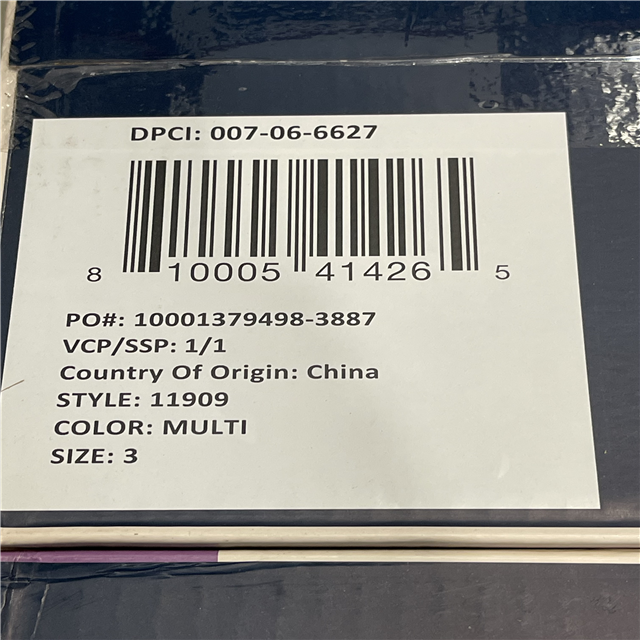 DPCI: 007-06-6627
8 10005 41426 5
PO#: 10001379498-3887
VCP/SSP: 1/1
Country Of Origin: China
STYLE: 11909
COLOR: MULTI
SIZE: 3